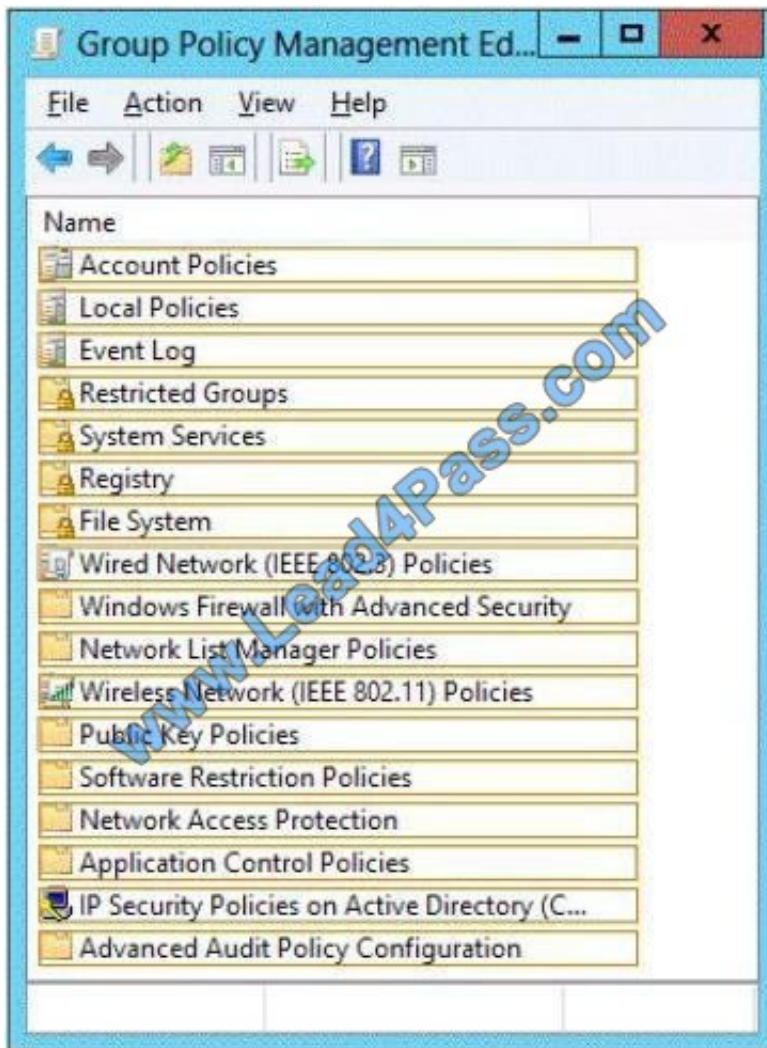 Group Policy Management Ed...
File Action View Help
Name
Account Policies
Local Policies
Event Log
Restricted Groups
System Services
Registry
File System
Wired Network (IEEE 802.3) Policies
Windows Firewall with Advanced Security
Network List Manager Policies
Wireless Network (IEEE 802.11) Policies
Public Key Policies
Software Restriction Policies
Network Access Protection
Application Control Policies
IP Security Policies on Active Directory (C...
Advanced Audit Policy Configuration
www.Lead4Pass.com